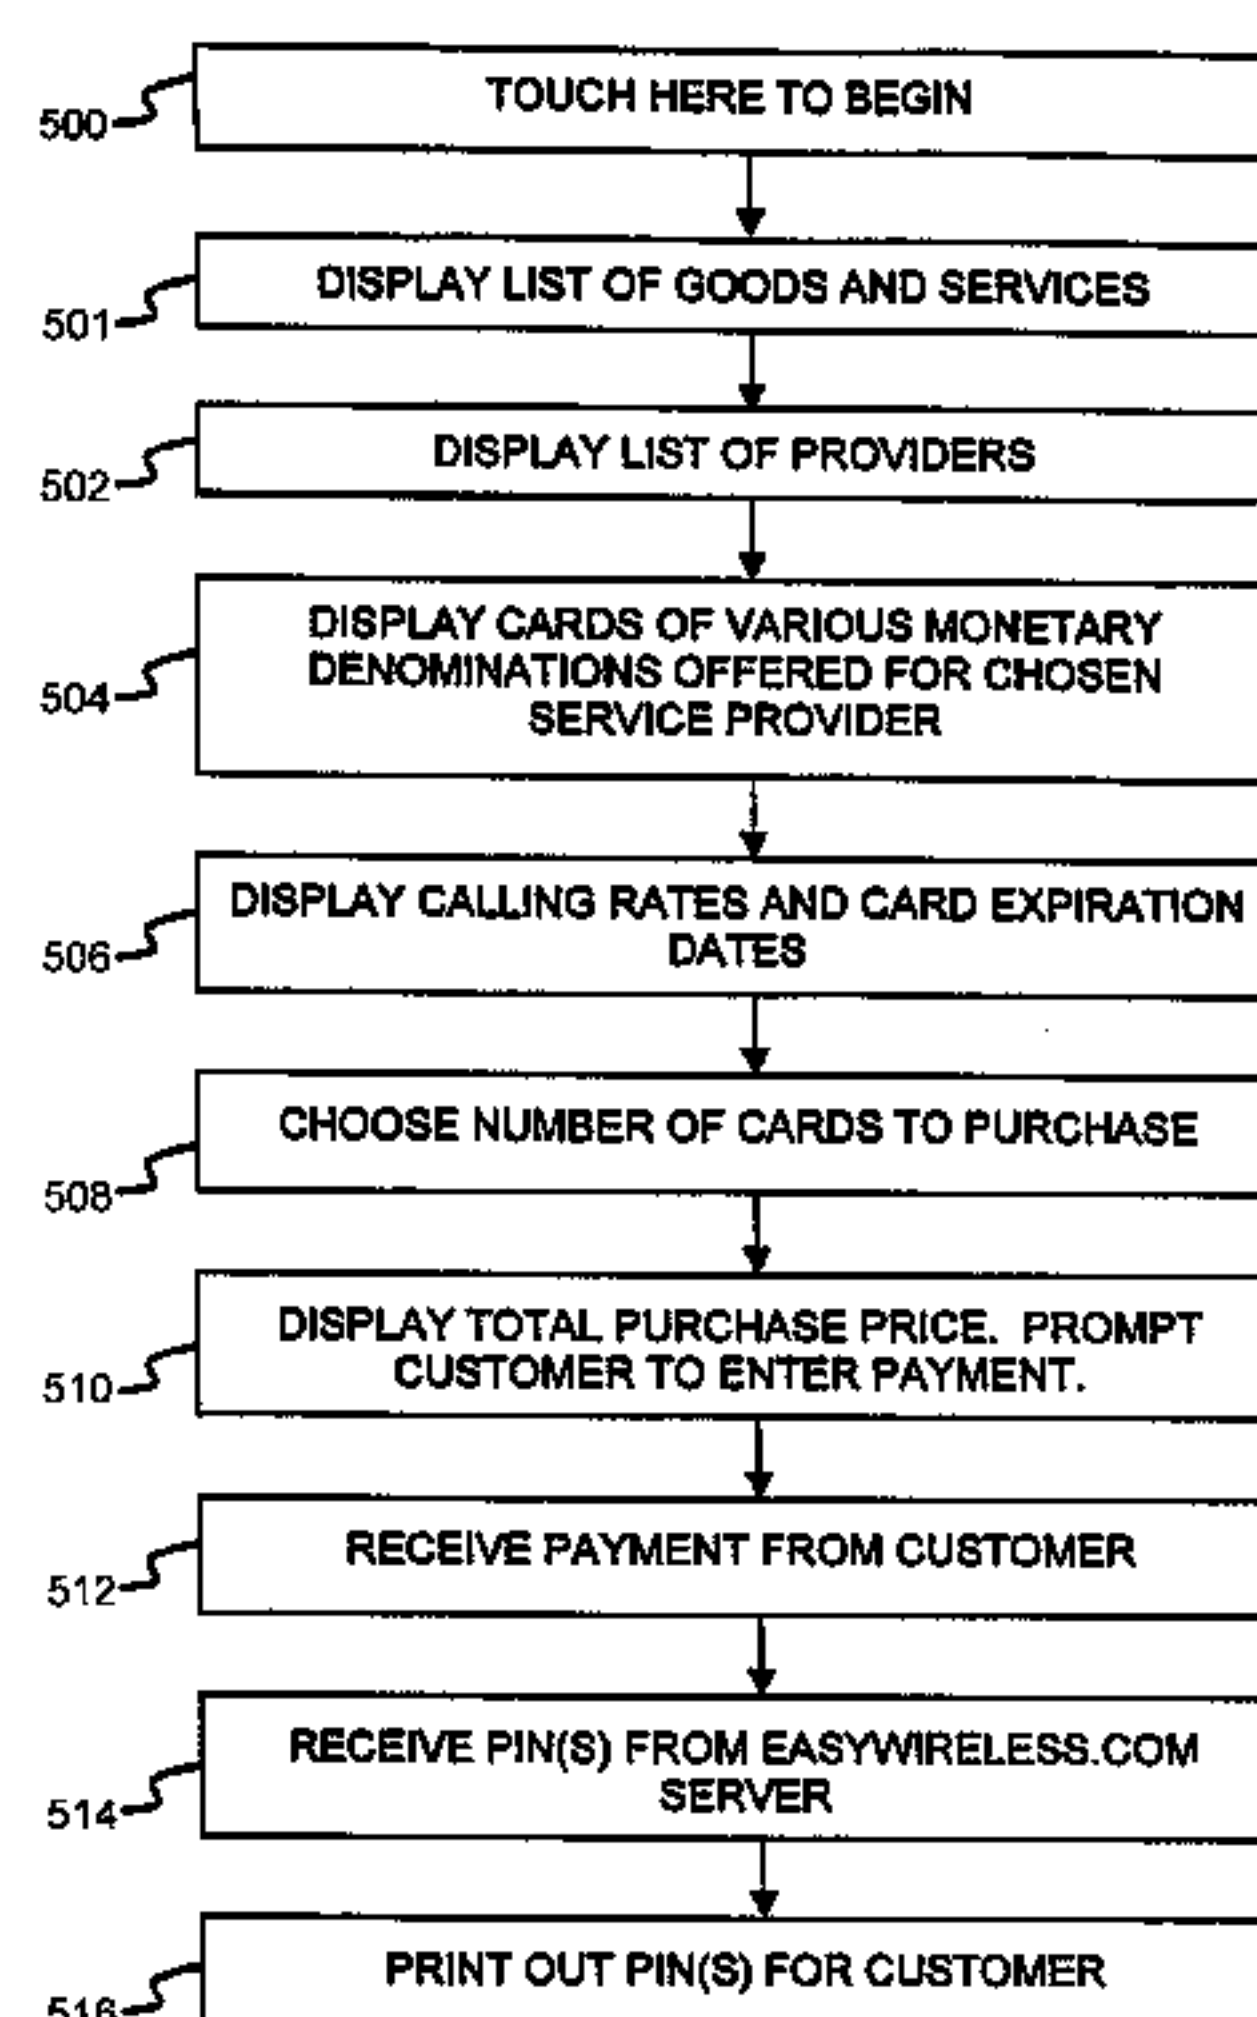 TOUCH HERE TO BEGIN
500
DISPLAY LIST OF GOODS AND SERVICES
501
DISPLAY LIST OF PROVIDERS
502
DISPLAY CARDS OF VARIOUS MONETARY
DENOMINATIONS OFFERED FOR CHOSEN
SERVICE PROVIDER
504
DISPLAY CALLING RATES AND CARD EXPIRATION
DATES
506
CHOOSE NUMBER OF CARDS TO PURCHASE
508
DISPLAY TOTAL PURCHASE PRICE. PROMPT
CUSTOMER TO ENTER PAYMENT.
510
RECEIVE PAYMENT FROM CUSTOMER
512
RECEIVE PIN(S) FROM EASYWIRELESS.COM
SERVER
514
PRINT OUT PIN(S) FOR CUSTOMER
516